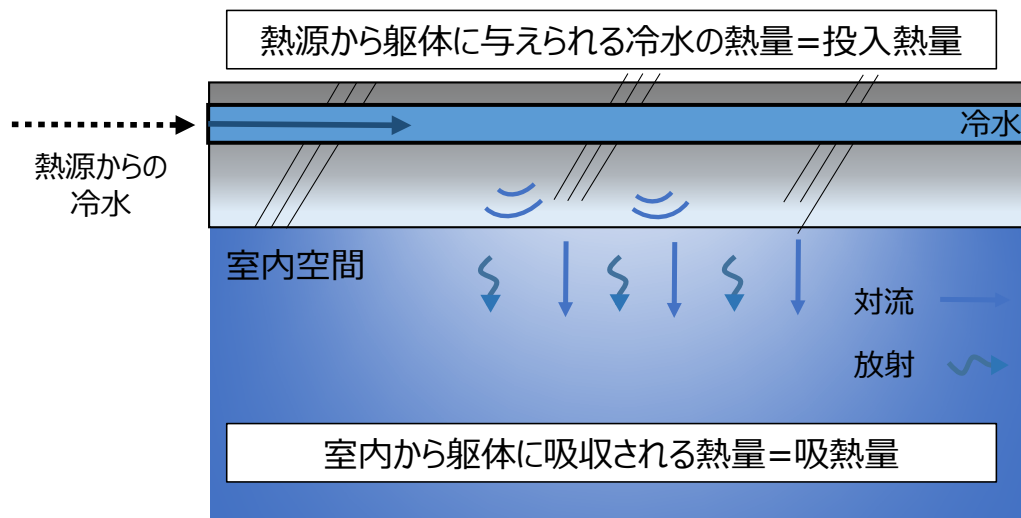 熱源から躯体に与えられる冷水の熱量=投入熱量
冷水
熱源からの
冷水
室内空間
対流
放射
室内から躯体に吸収される熱量=吸熱量